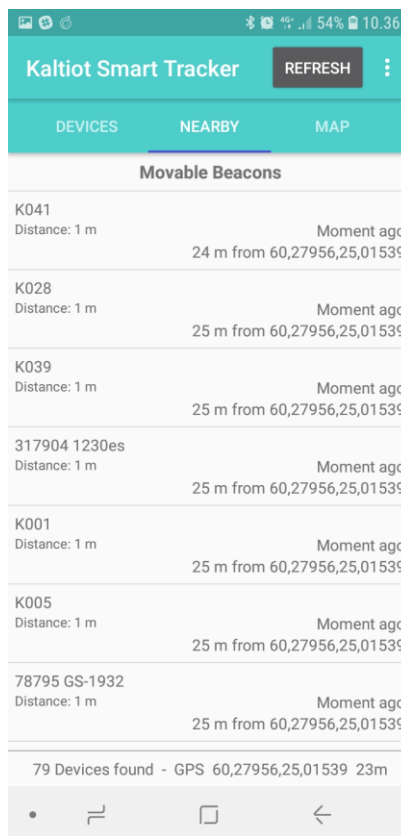 4G+ 54% 10.36
Kaltiot Smart Tracker REFRESH
DEVICES NEARBY MAP
Movable Beacons
K041
Distance: 1 m
Moment ago
24 m from 60,27956,25,01539
K028
Distance: 1 m
Moment ago
25 m from 60,27956,25,01539
K039
Distance: 1 m
Moment ago
25 m from 60,27956,25,01539
317904 1230es
Distance: 1 m
Moment ago
25 m from 60,27956,25,01539
K001
Distance: 1 m
Moment ago
25 m from 60,27956,25,01539
K005
Distance: 1 m
Moment ago
25 m from 60,27956,25,01539
78795 GS-1932
Distance: 1 m
Moment ago
25 m from 60,27956,25,01539
79 Devices found - GPS 60,27956,25,01539 23m